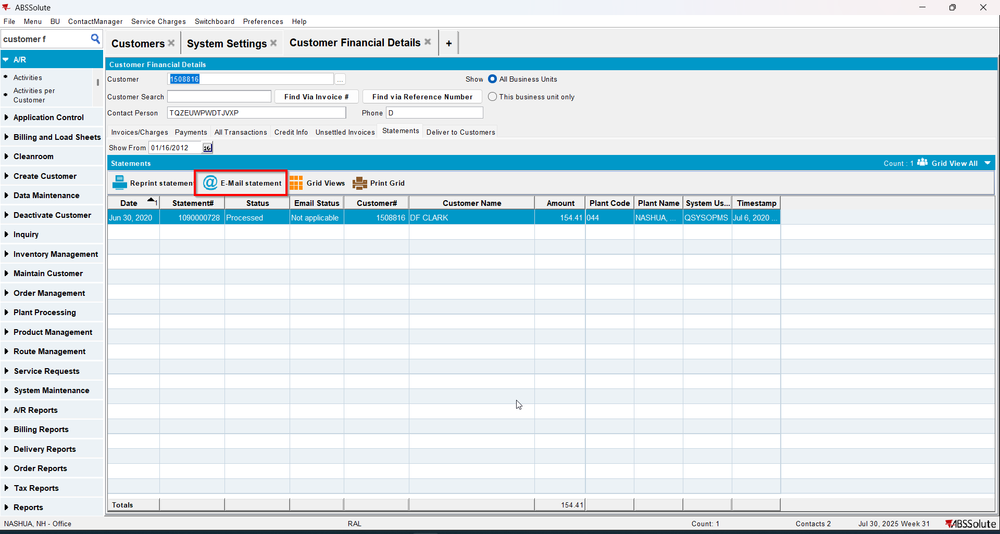 ABSSolute
File Menu BU ContactManager Service Charges Switchboard Preferences Help
customer f
Customers System Settings Customer Financial Details +
A/R
Activities
Activities per
Customer
Application Control
Billing and Load Sheets
Cleanroom
Create Customer
Data Maintenance
Deactivate Customer
Inquiry
Inventory Management
Maintain Customer
Order Management
Plant Processing
Product Management
Route Management
Service Requests
System Maintenance
A/R Reports
Billing Reports
Delivery Reports
Order Reports
Tax Reports
Reports
Customer Financial Details
Customer 1508816 ... Show All Business Units
Customer Search Find Via Invoice # Find via Reference Number This business unit only
Contact Person TQZEUWPWDTJVXP Phone D
Invoices/Charges Payments All Transactions Credit Info Unsettled Invoices Statements Deliver to Customers
Show From 01/16/2012 16
Statements Count : 1 Grid View All
Reprint statement @ E-Mail statement Grid Views Print Grid
Date 1 Statement# Status Email Status Customer# Customer Name Amount Plant Code Plant Name System Us... Timestamp
Jun 30, 2020 1090000728 Processed Not applicable 1508816 DF CLARK 154.41 044 NASHUA, ... QSYSOPMS Jul 6, 2020 ...
Totals 154.41
NASHUA, NH - Office RAL Count: 1 Contacts 2 Jul 30, 2025 Week 31 ABSSolute